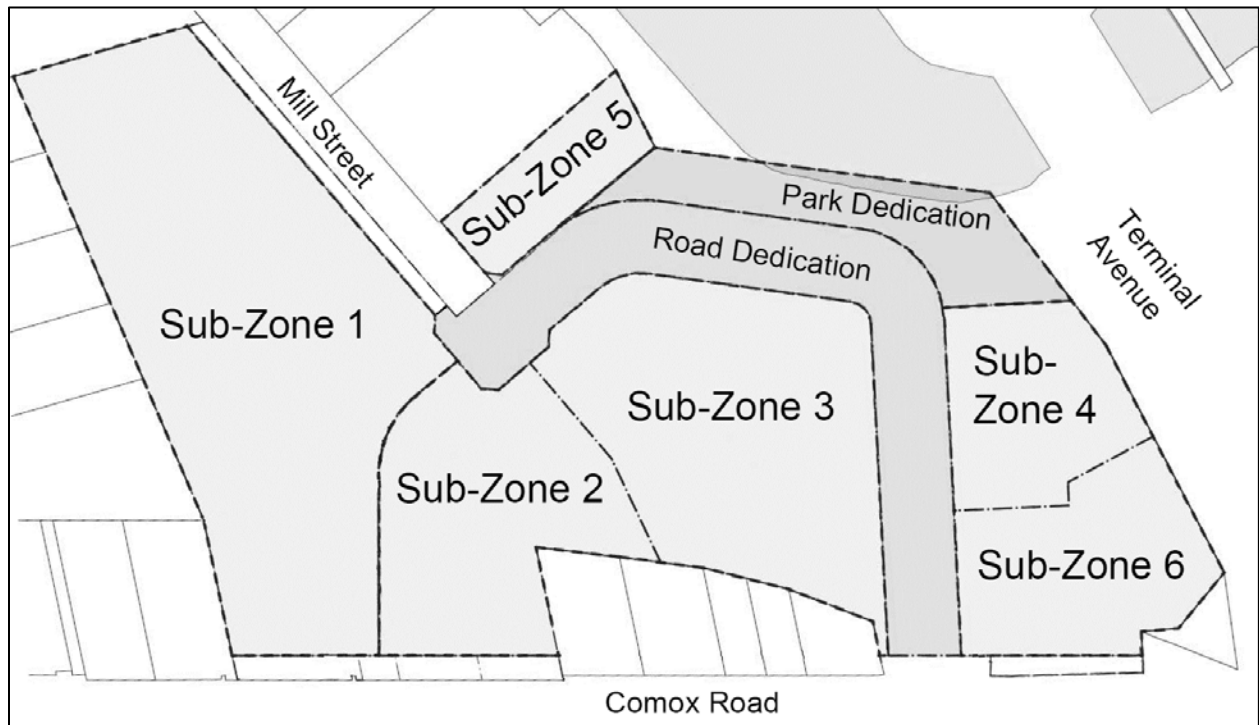 Mill Street
Sub-Zone 5
Park Dedication
Road Dedication
Terminal
Avenue
Sub-Zone 1
Sub-Zone 3
Sub-
Zone 4
Sub-Zone 2
Sub-Zone 6
Comox Road